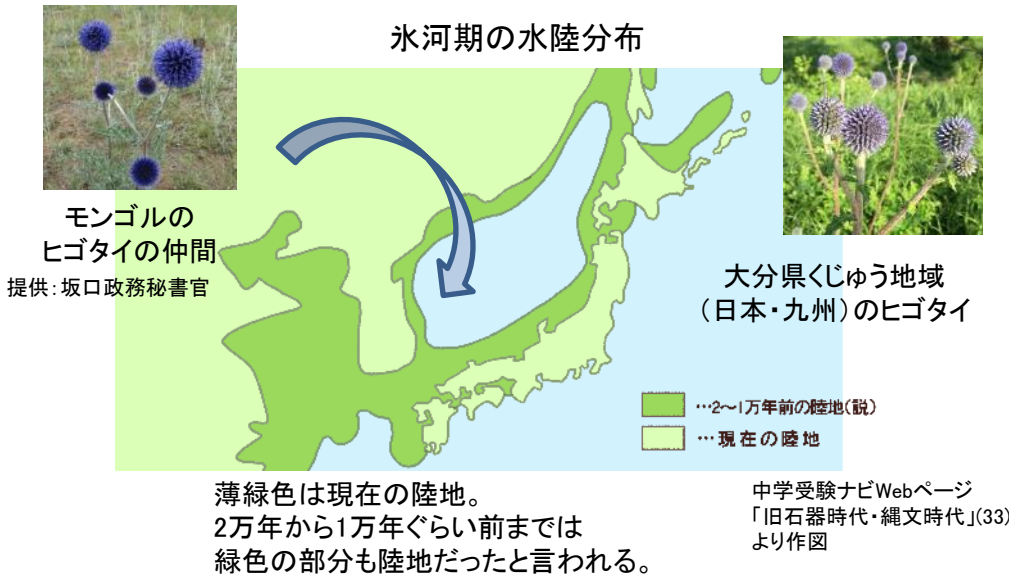 氷河期の水陸分布
モンゴルの
ヒゴタイの仲間
提供：坂口政務秘書官
大分県くじゅう地域
（日本・九州）のヒゴタイ
…2～1万年前の陸地(説)
…現在の陸地
薄緑色は現在の陸地。
2万年から1万年ぐらい前までは
緑色の部分も陸地だったと言われる。
中学受験ナビWebページ
「旧石器時代・縄文時代」(33)
より作図